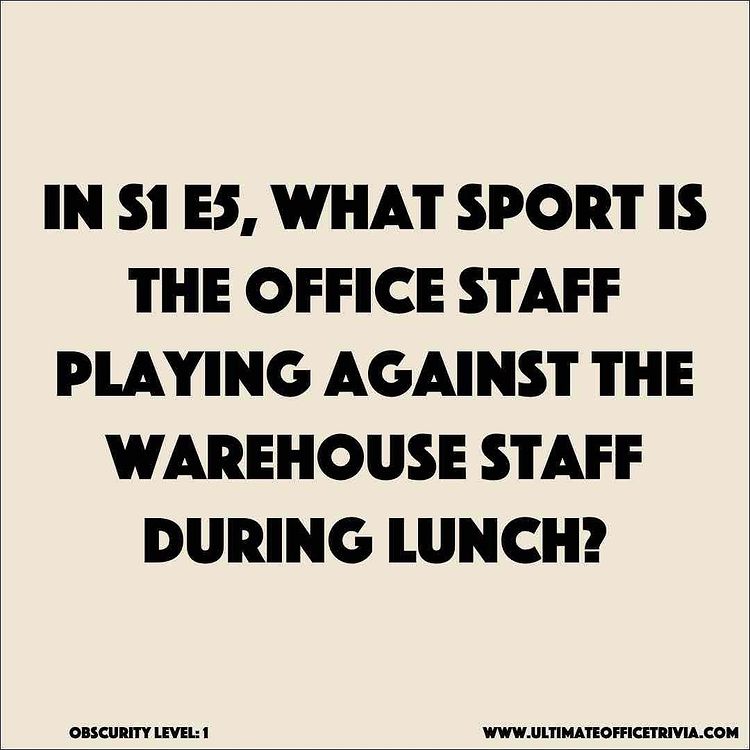 IN S1 E5, WHAT SPORT IS
THE OFFICE STAFF
PLAYING AGAINST THE
WAREHOUSE STAFF
DURING LUNCH?
OBSCURITY LEVEL: 1
WWW.ULTIMATEOFFICETRIVIA.COM